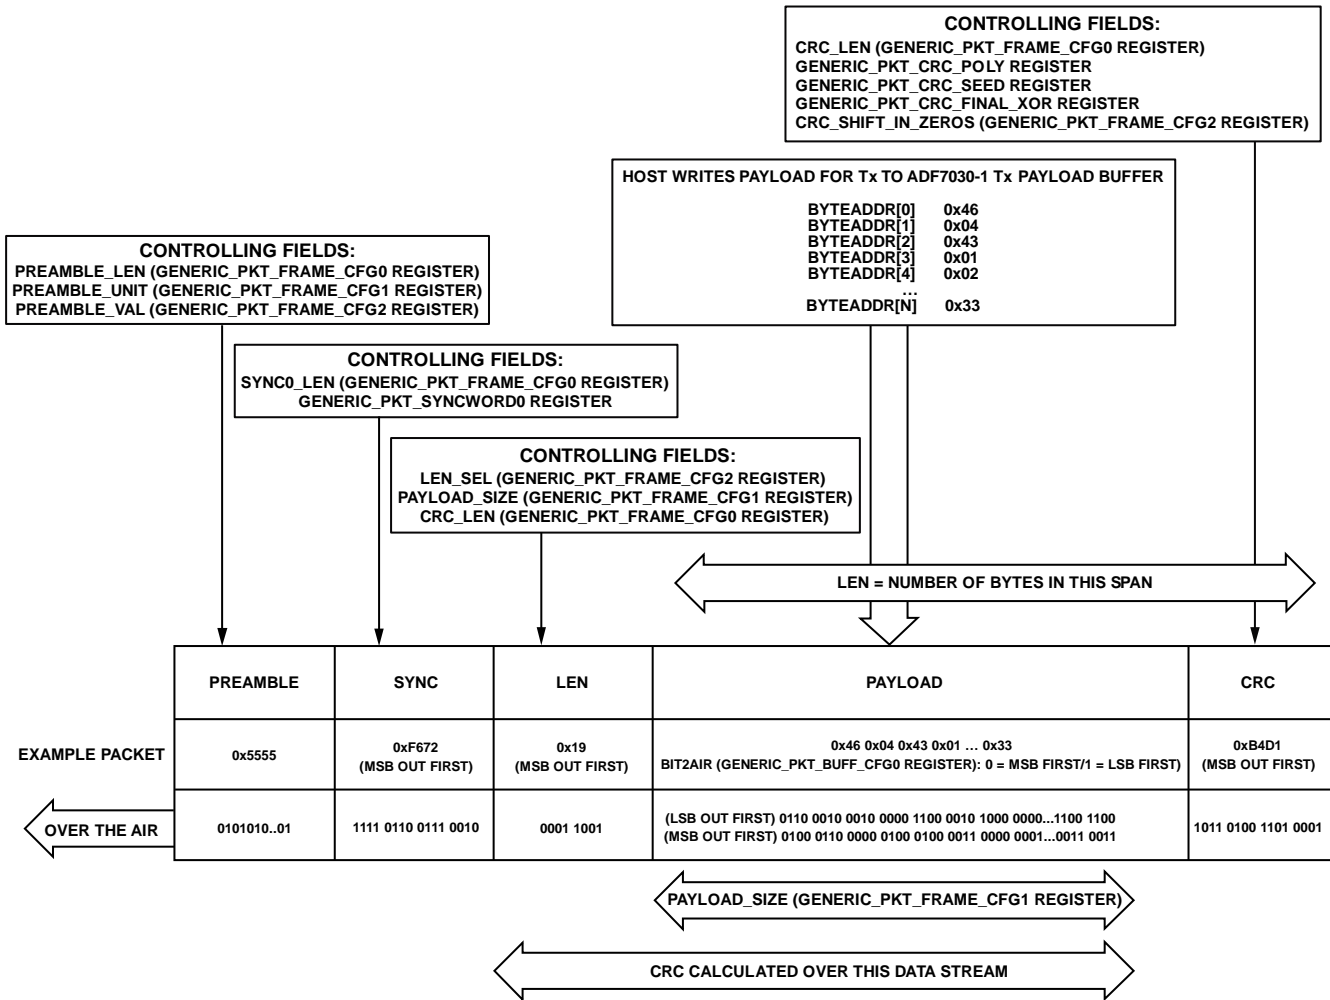 CONTROLLING FIELDS:
CRC_LEN (GENERIC_PKT_FRAME_CFG0 REGISTER)
GENERIC_PKT_CRC_POLY REGISTER
GENERIC_PKT_CRC_SEED REGISTER
GENERIC_PKT_CRC_FINAL_XOR REGISTER
CRC_SHIFT_IN_ZEROS (GENERIC_PKT_FRAME_CFG2 REGISTER)
HOST WRITES PAYLOAD FOR Tx TO ADF7030-1 Tx PAYLOAD BUFFER
BYTEADDR[0] 0x46
BYTEADDR[1] 0x04
BYTEADDR[2] 0x43
BYTEADDR[3] 0x01
BYTEADDR[4] 0x02
...
BYTEADDR[N] 0x33
CONTROLLING FIELDS:
PREAMBLE_LEN (GENERIC_PKT_FRAME_CFG0 REGISTER)
PREAMBLE_UNIT (GENERIC_PKT_FRAME_CFG1 REGISTER)
PREAMBLE_VAL (GENERIC_PKT_FRAME_CFG2 REGISTER)
CONTROLLING FIELDS:
SYNC0_LEN (GENERIC_PKT_FRAME_CFG0 REGISTER)
GENERIC_PKT_SYNCWORD0 REGISTER
CONTROLLING FIELDS:
LEN_SEL (GENERIC_PKT_FRAME_CFG2 REGISTER)
PAYLOAD_SIZE (GENERIC_PKT_FRAME_CFG1 REGISTER)
CRC_LEN (GENERIC_PKT_FRAME_CFG0 REGISTER)
LEN = NUMBER OF BYTES IN THIS SPAN
PREAMBLE SYNC LEN PAYLOAD CRC
EXAMPLE PACKET
0x5555
0xF672
(MSB OUT FIRST)
0x19
(MSB OUT FIRST)
0x46 0x04 0x43 0x01 ... 0x33
BIT2AIR (GENERIC_PKT_BUFF_CFG0 REGISTER): 0 = MSB FIRST/1 = LSB FIRST)
0xB4D1
(MSB OUT FIRST)
OVER THE AIR
0101010..01
1111 0110 0111 0010
0001 1001
(LSB OUT FIRST) 0110 0010 0010 0000 1100 0010 1000 0000...1100 1100
(MSB OUT FIRST) 0100 0110 0000 0100 0100 0011 0000 0001...0011 0011
1011 0100 1101 0001
PAYLOAD_SIZE (GENERIC_PKT_FRAME_CFG1 REGISTER)
CRC CALCULATED OVER THIS DATA STREAM